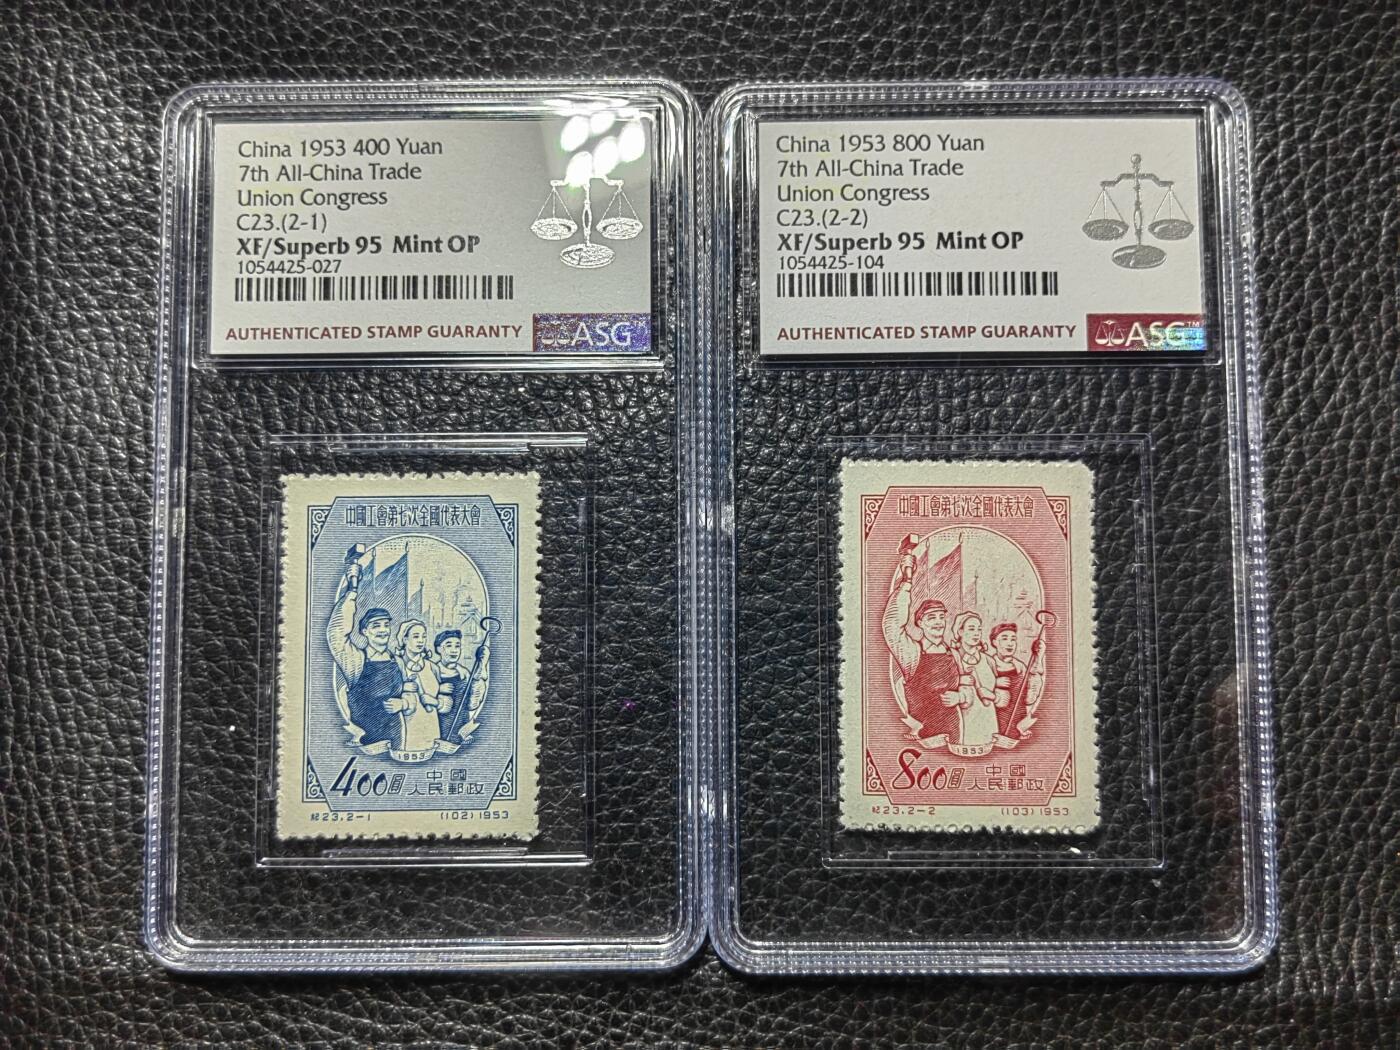 China 1953 400 Yuan
7th All-China Trade
Union Congress
C23.(2-1)
XF/Superb 95 Mint OP
1054425-027
AUTHENTICATED STAMP GUARANTY
ASG
中國工會第七次全國代表大會
1953
400圓
中國
人民郵政
紀23.2-1
(102)1953
China 1953 800 Yuan
7th All-China Trade
Union Congress
C23.(2-2)
XF/Superb 95 Mint OP
1054425-104
AUTHENTICATED STAMP GUARANTY
ASG™
中國工會第七次全國代表大會
1953
800圓
中國
人民郵政
紀23.2-2
(103)1953